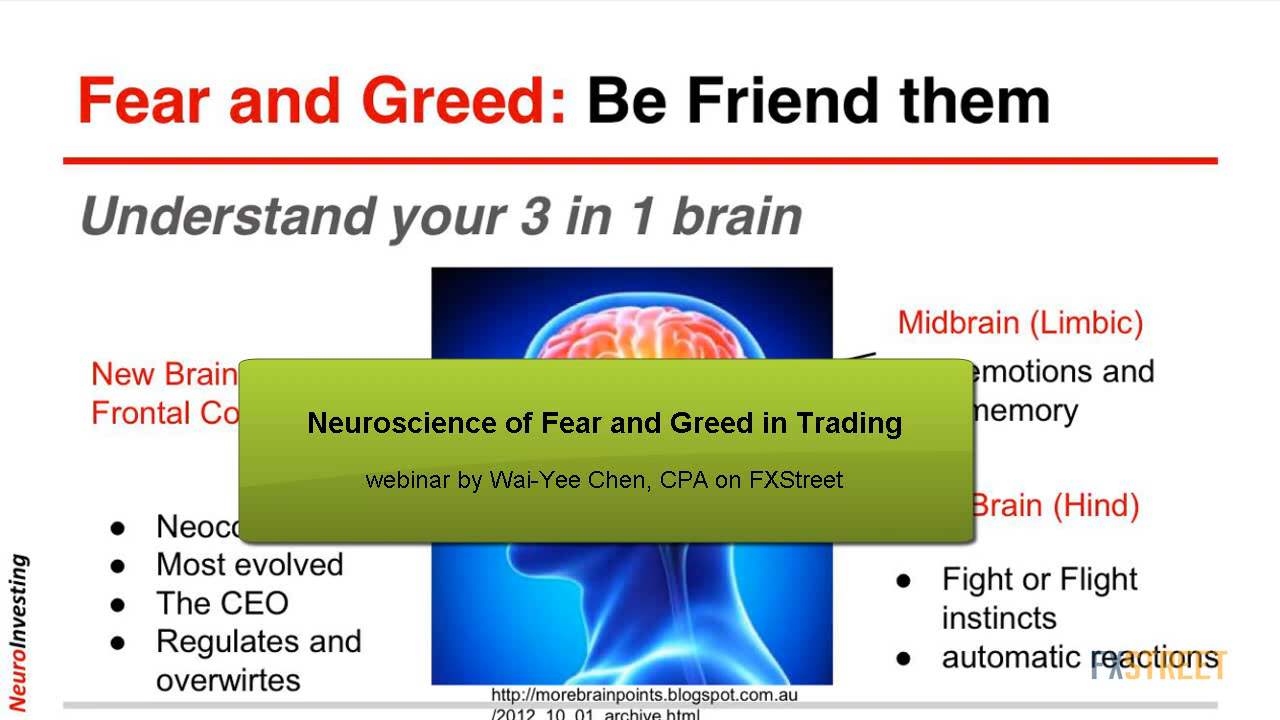 Fear and Greed: Be Friend them
Understand your 3 in 1 brain
New Brain
Frontal
Neuroscience of Fear and Greed in Trading
webinar by Wai-Yee Chen, CPA on FXStreet
Midbrain (Limbic)
emotions and
memory
Brain (Hind)
● Most evolved
● The CEO
● Regulates and
overwirtes
● Fight or Flight
instincts
● automatic reactions
FXSTREET
NeuroInvesting
http://morebrainpoints.blogspot.com.au
/2012_10_01_archive.html